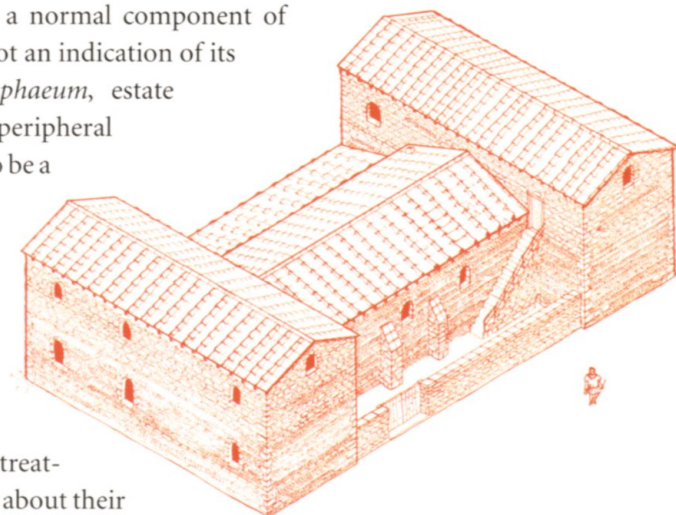 a normal component of
ot an indication of its
phaeum, estate
peripheral
be a
treat-
about their